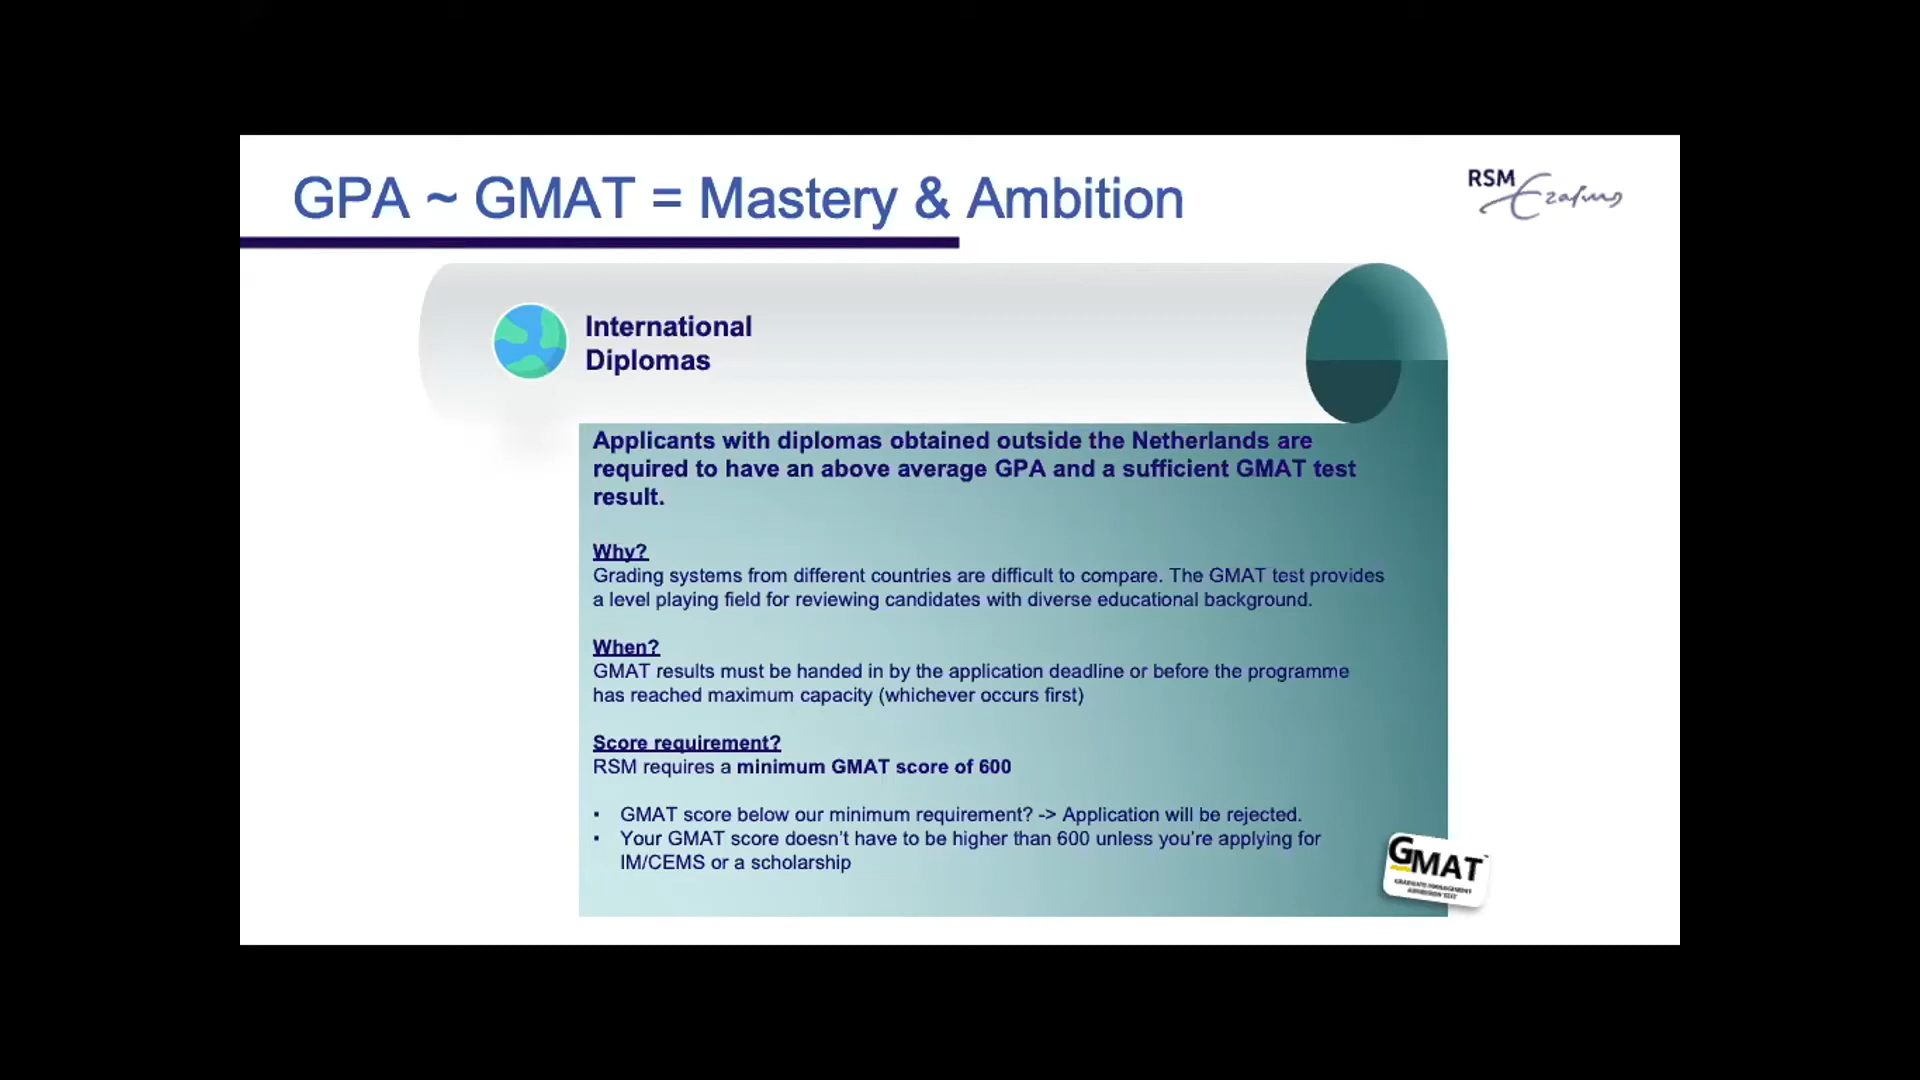 GPA ~ GMAT = Mastery & Ambition
RSM
Erasmus
International
Diplomas
Applicants with diplomas obtained outside the Netherlands are
required to have an above average GPA and a sufficient GMAT test
result.
Why?
Grading systems from different countries are difficult to compare. The GMAT test provides
a level playing field for reviewing candidates with diverse educational background.
When?
GMAT results must be handed in by the application deadline or before the programme
has reached maximum capacity (whichever occurs first)
Score requirement?
RSM requires a minimum GMAT score of 600
• GMAT score below our minimum requirement? -> Application will be rejected.
• Your GMAT score doesn't have to be higher than 600 unless you're applying for
IM/CEMS or a scholarship
GMAT™
GRADUATE MANAGEMENT
ADMISSION TEST